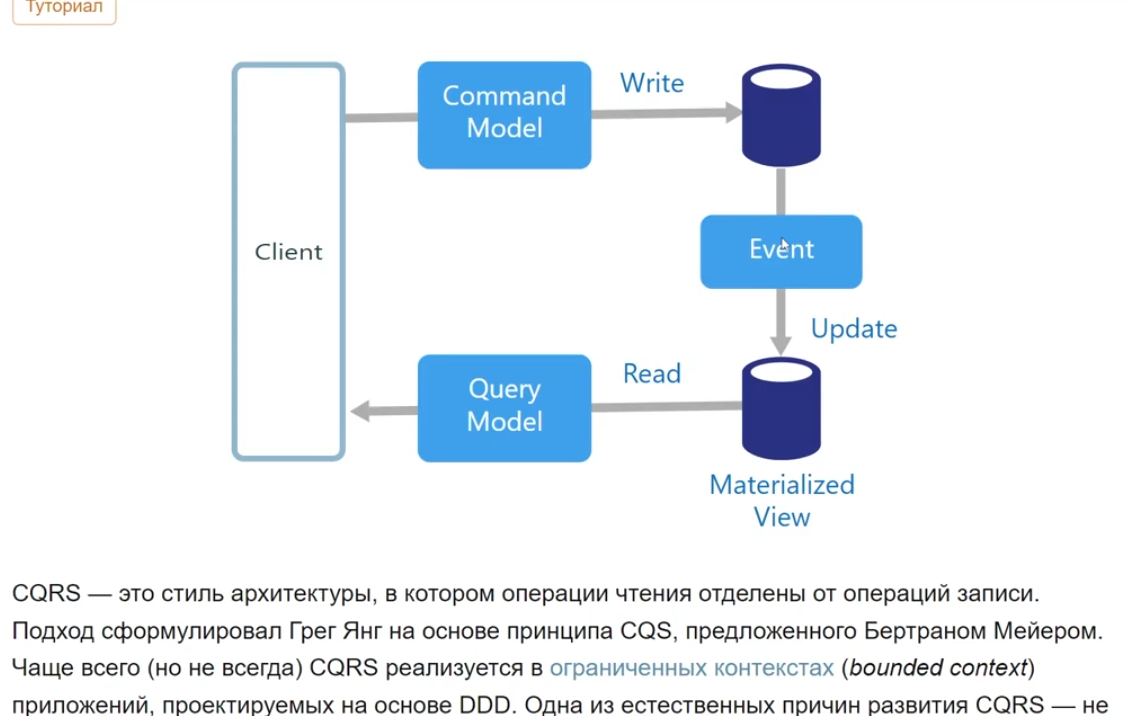 Туториал
Command
Model
Write
Client
Event
Update
Query
Model
Read
Materialized
View
CQRS — это стиль архитектуры, в котором операции чтения отделены от операций записи.
Подход сформулировал Грег Янг на основе принципа CQS, предложенного Бертраном Мейером.
Чаще всего (но не всегда) CQRS реализуется в ограниченных контекстах (bounded context)
приложений, проектируемых на основе DDD. Одна из естественных причин развития CQRS — не